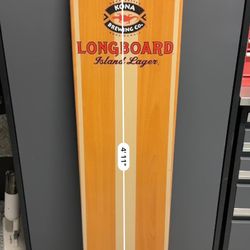 KONA
BREWING CO.
LONGBOARD
Island Lager.
4'11"